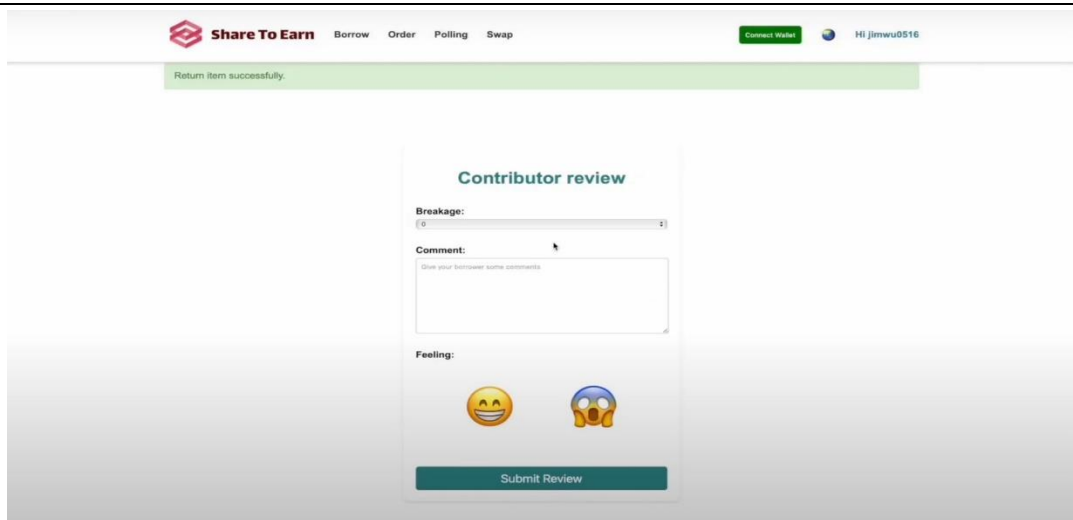 Share To Earn Borrow Order Polling Swap Connect Wallet Hi jimwu0516
Return item successfully.
Contributor review
Breakage:
0
Comment:
Give your borrower some comments
Feeling:
Submit Review